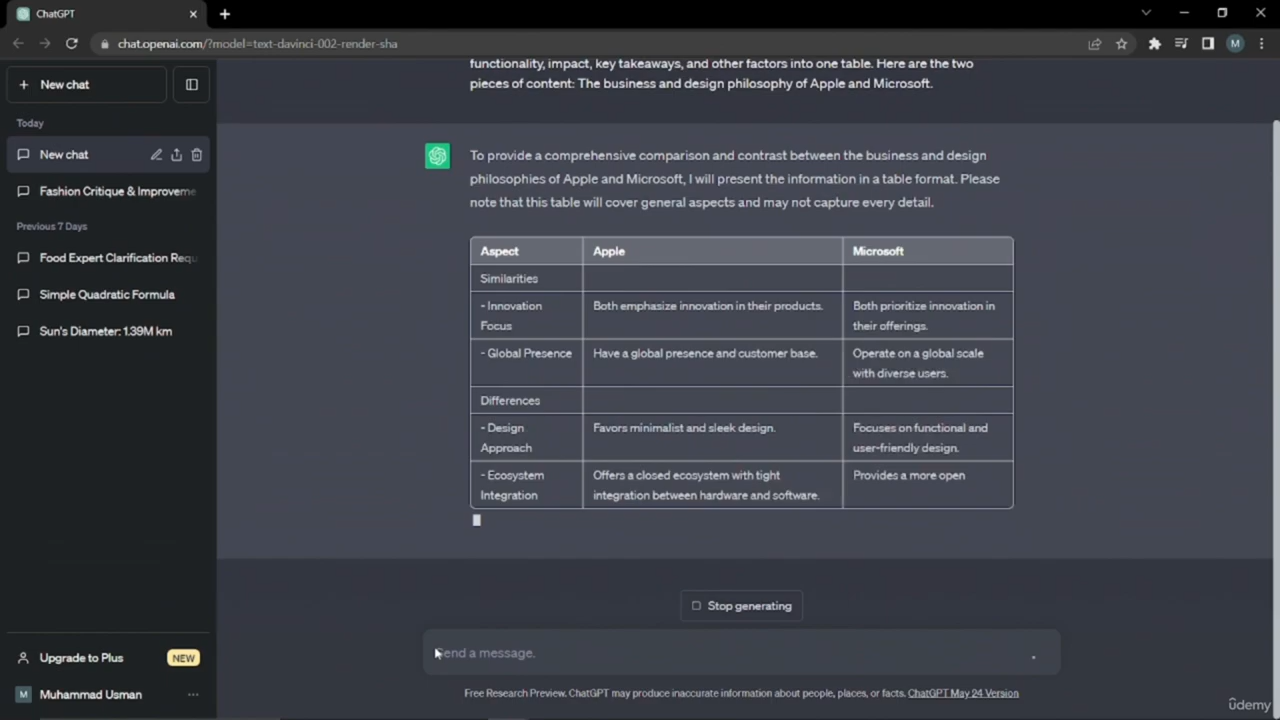 ChatGPT
chat.openai.com/?model=text-davinci-002-render-sha
M
New chat
Today
New chat
Fashion Critique & Improveme
Previous 7 Days
Food Expert Clarification Requ
Simple Quadratic Formula
Sun's Diameter: 1.39M km
Upgrade to Plus
NEW
M
Muhammad Usman
functionality, impact, key takeaways, and other factors into one table. Here are the two
pieces of content: The business and design philosophy of Apple and Microsoft.
To provide a comprehensive comparison and contrast between the business and design
philosophies of Apple and Microsoft, I will present the information in a table format. Please
note that this table will cover general aspects and may not capture every detail.
Aspect Apple Microsoft
Similarities
- Innovation Both emphasize innovation in their products. Both prioritize innovation in
Focus their offerings.
- Global Presence Have a global presence and customer base. Operate on a global scale
with diverse users.
Differences
- Design Favors minimalist and sleek design. Focuses on functional and
Approach user-friendly design.
- Ecosystem Offers a closed ecosystem with tight Provides a more open
Integration integration between hardware and software.
Stop generating
Send a message.
Free Research Preview. ChatGPT may produce inaccurate information about people, places, or facts. ChatGPT May 24 Version
ûdemy